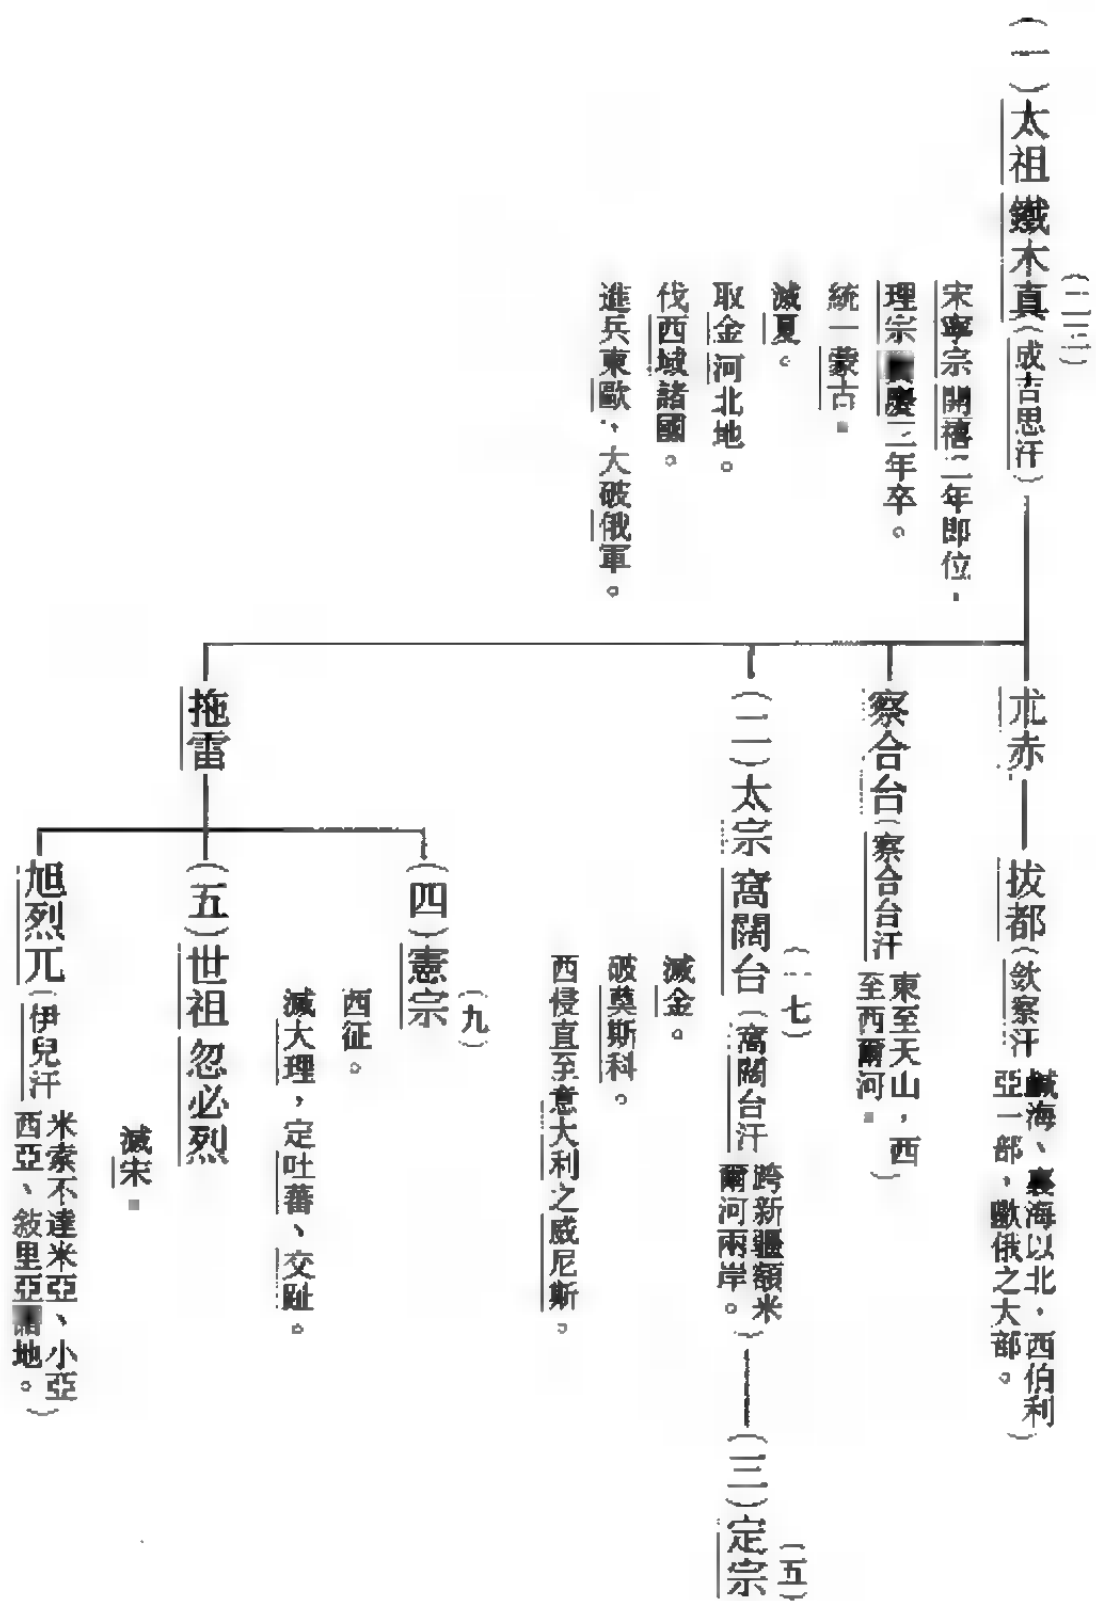 (一)太祖鐵木真(成吉思汗)
(二三)
宋寧宗開禧二年即位,
理宗慶三年卒。
統一蒙古。
滅夏。
取金河北地。
伐西域諸國。
進兵東歐,大破俄軍。
朮赤
拔都(欽察汗
鹹海、裏海以北,西伯利
亞一部,歐俄之大部。)
察合台(察合台汗
東至天山,西
至西爾河。)
(二)太宗窩闊台(窩闊台汗
(一七)
跨新疆額米
爾河兩岸。)
滅金。
破莫斯科。
西侵直至意大利之威尼斯。
(三)定宗
(五)
拖雷
(四)憲宗
(九)
西征。
滅大理,定吐蕃、交趾。
(五)世祖忽必烈
滅宋。
旭烈兀(伊兒汗
米索不達米亞、小亞
西亞、敘里亞諸地。)